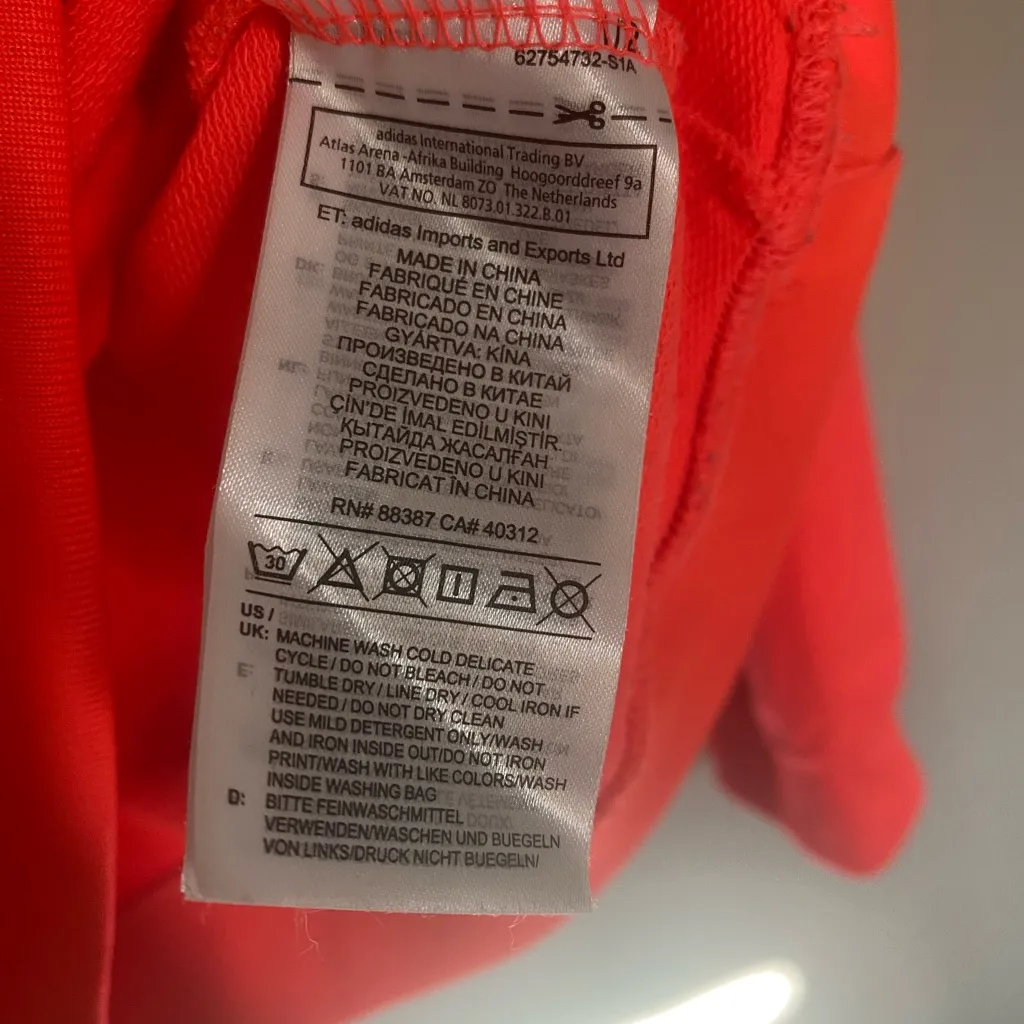 62754732-S1A
adidas International Trading BV
Atlas Arena -Afrika Building Hoogoorddreef 9a
1101 BA Amsterdam ZO The Netherlands
VAT NO. NL 8073.01.322.B.01
ET: adidas Imports and Exports Ltd
MADE IN CHINA
FABRIQUÉ EN CHINE
FABRICADO EN CHINA
FABRICADO NA CHINA
GYÁRTVA: KÍNA
ПРОИЗВЕДЕНО В КИТАЙ
СДЕЛАНО В КИТАЕ
PROIZVEDENO U KINI
ÇİN'DE İMAL EDİLMİŞTİR.
ҚЫТАЙДА ЖАСАЛҒАН
PROIZVEDENO U KINI
FABRICAT ÎN CHINA
RN# 88387 CA# 40312
30
US /
UK: MACHINE WASH COLD DELICATE
CYCLE / DO NOT BLEACH / DO NOT
TUMBLE DRY / LINE DRY / COOL IRON IF
NEEDED / DO NOT DRY CLEAN
USE MILD DETERGENT ONLY/WASH
AND IRON INSIDE OUT/DO NOT IRON
PRINT/WASH WITH LIKE COLORS/WASH
INSIDE WASHING BAG
D: BITTE FEINWASCHMITTEL
VERWENDEN/WASCHEN UND BUEGELN
VON LINKS/DRUCK NICHT BUEGELN/